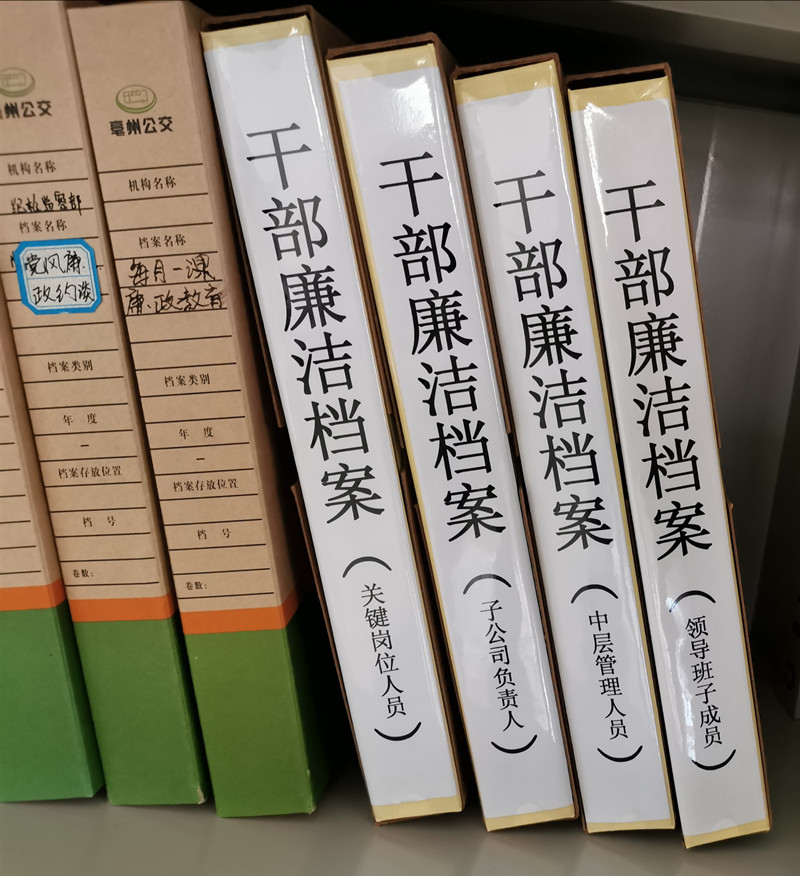 州公交
机构名称
纪检监察部
档案名称
党风廉
政约谈
档案类别
年 度
档案存放位置
档 号
卷数:
亳州公交
机构名称
档案名称
每月一课
廉政教育
档案类别
年 度
档案存放位置
档 号
卷数:
干部廉洁档案
(关键岗位人员)
干部廉洁档案
(子公司负责人)
干部廉洁档案
(中层管理人员)
干部廉洁档案
(领导班子成员)